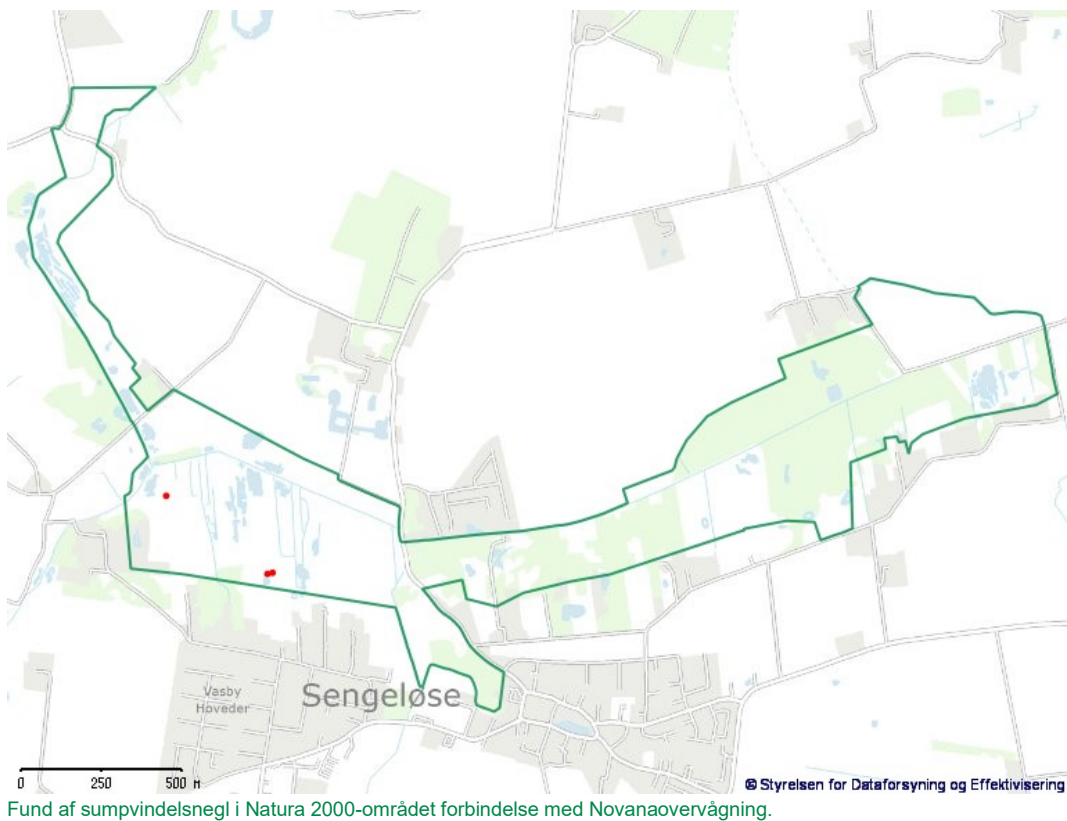 Vasby
Hoveder
Sengeløse
0 250 500 M
© Styrelsen for Dataforsyning og Effektivisering
Fund af sumpvindelsnegl i Natura 2000-området forbindelse med Novanaovervågning.